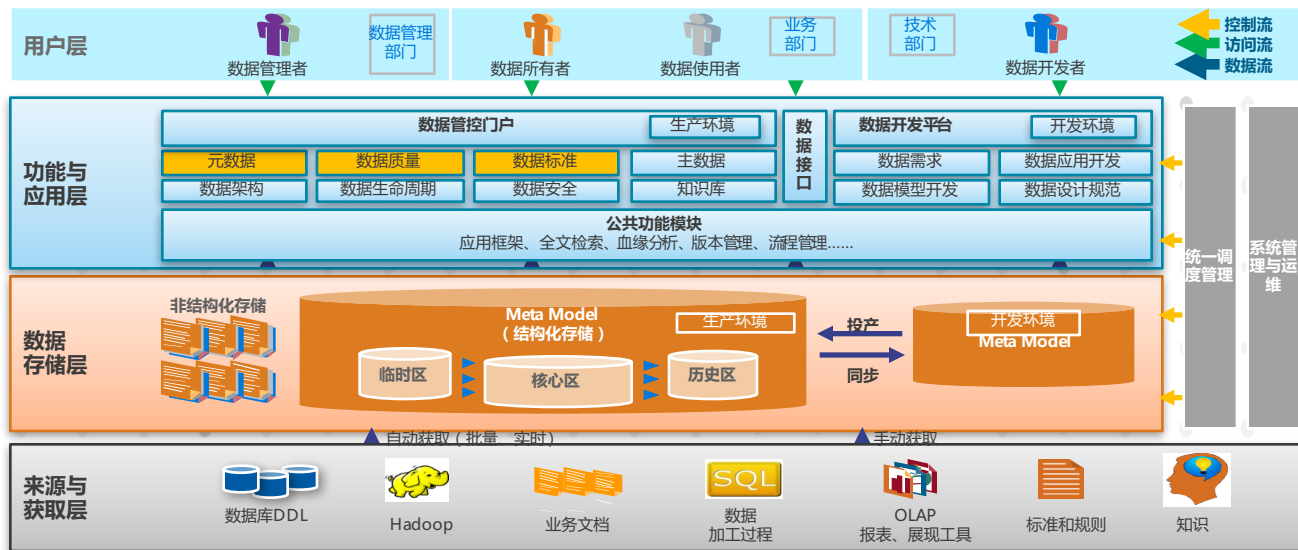 用户层
数据管理者
数据管理
部门
数据所有者
数据使用者
业务
部门
技术
部门
数据开发者
控制流
访问流
数据流
功能与
应用层
数据管控门户
生产环境
数据接口
数据开发平台
开发环境
元数据
数据质量
数据标准
主数据
数据需求
数据应用开发
数据架构
数据生命周期
数据安全
知识库
数据模型开发
数据设计规范
公共功能模块
应用框架、全文检索、血缘分析、版本管理、流程管理……
统一调
度管理
系统管
理与运
维
数据
存储层
非结构化存储
Meta Model
（结构化存储）
生产环境
临时区
核心区
历史区
投产
同步
开发环境
Meta Model
自动获取（批量、实时）
手动获取
来源与
获取层
数据库DDL
Hadoop
业务文档
SQL
数据
加工过程
OLAP
报表、展现工具
标准和规则
知识